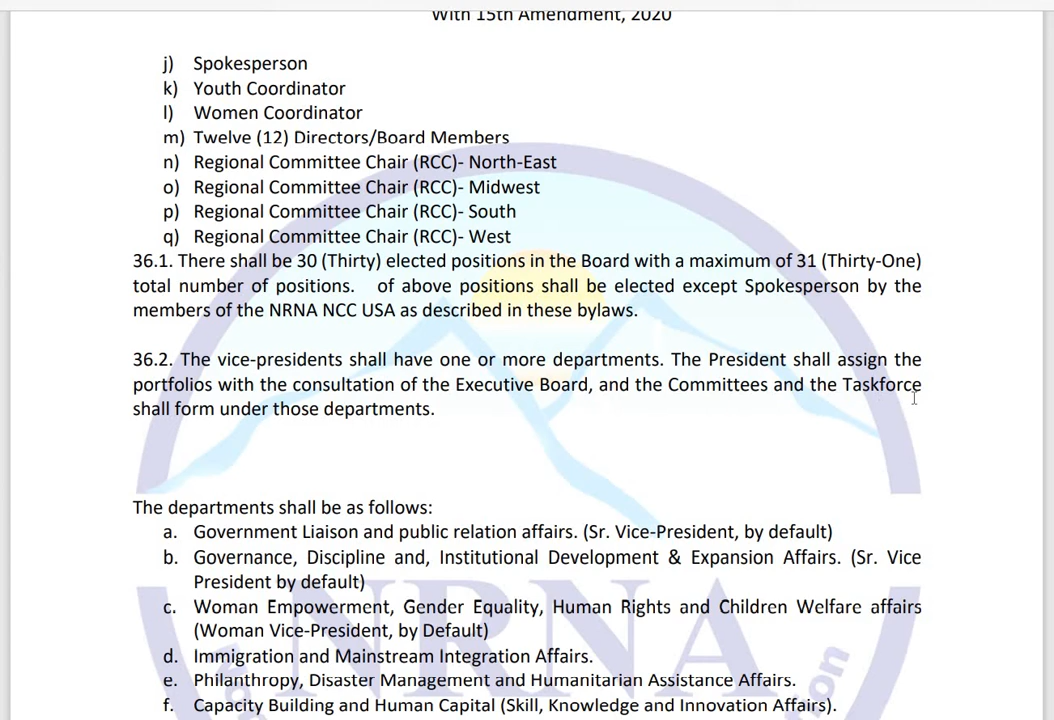 With 15th Amendment, 2020
j) Spokesperson
k) Youth Coordinator
l) Women Coordinator
m) Twelve (12) Directors/Board Members
n) Regional Committee Chair (RCC)- North-East
o) Regional Committee Chair (RCC)- Midwest
p) Regional Committee Chair (RCC)- South
q) Regional Committee Chair (RCC)- West
36.1. There shall be 30 (Thirty) elected positions in the Board with a maximum of 31 (Thirty-One)
total number of positions. of above positions shall be elected except Spokesperson by the
members of the NRNA NCC USA as described in these bylaws.
36.2. The vice-presidents shall have one or more departments. The President shall assign the
portfolios with the consultation of the Executive Board, and the Committees and the Taskforce
shall form under those departments.
The departments shall be as follows:
a. Government Liaison and public relation affairs. (Sr. Vice-President, by default)
b. Governance, Discipline and, Institutional Development & Expansion Affairs. (Sr. Vice
President by default)
c. Woman Empowerment, Gender Equality, Human Rights and Children Welfare affairs
(Woman Vice-President, by Default)
d. Immigration and Mainstream Integration Affairs.
e. Philanthropy, Disaster Management and Humanitarian Assistance Affairs.
f. Capacity Building and Human Capital (Skill, Knowledge and Innovation Affairs).
NRNA